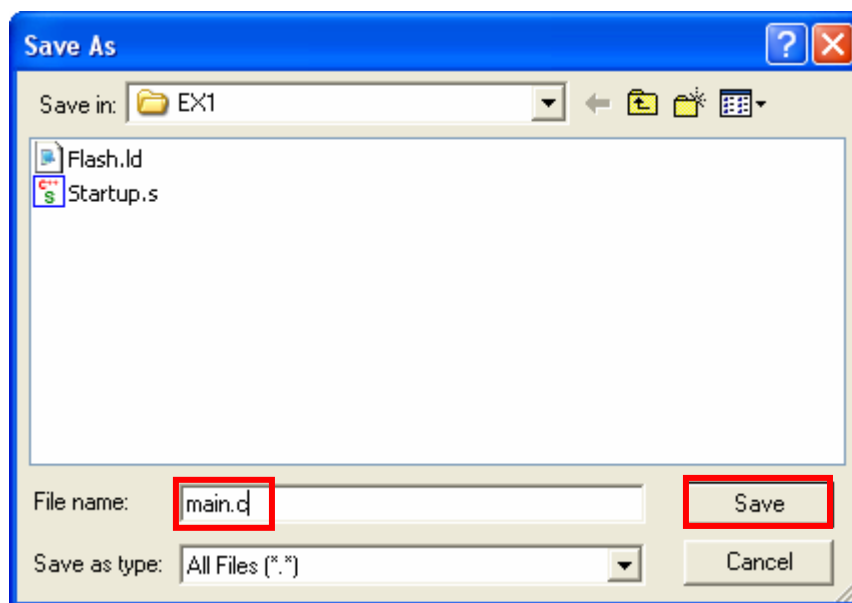 Save As
Save in: EX1
Flash.ld
Startup.s
File name: main.c Save
Save as type: All Files (*.*) Cancel